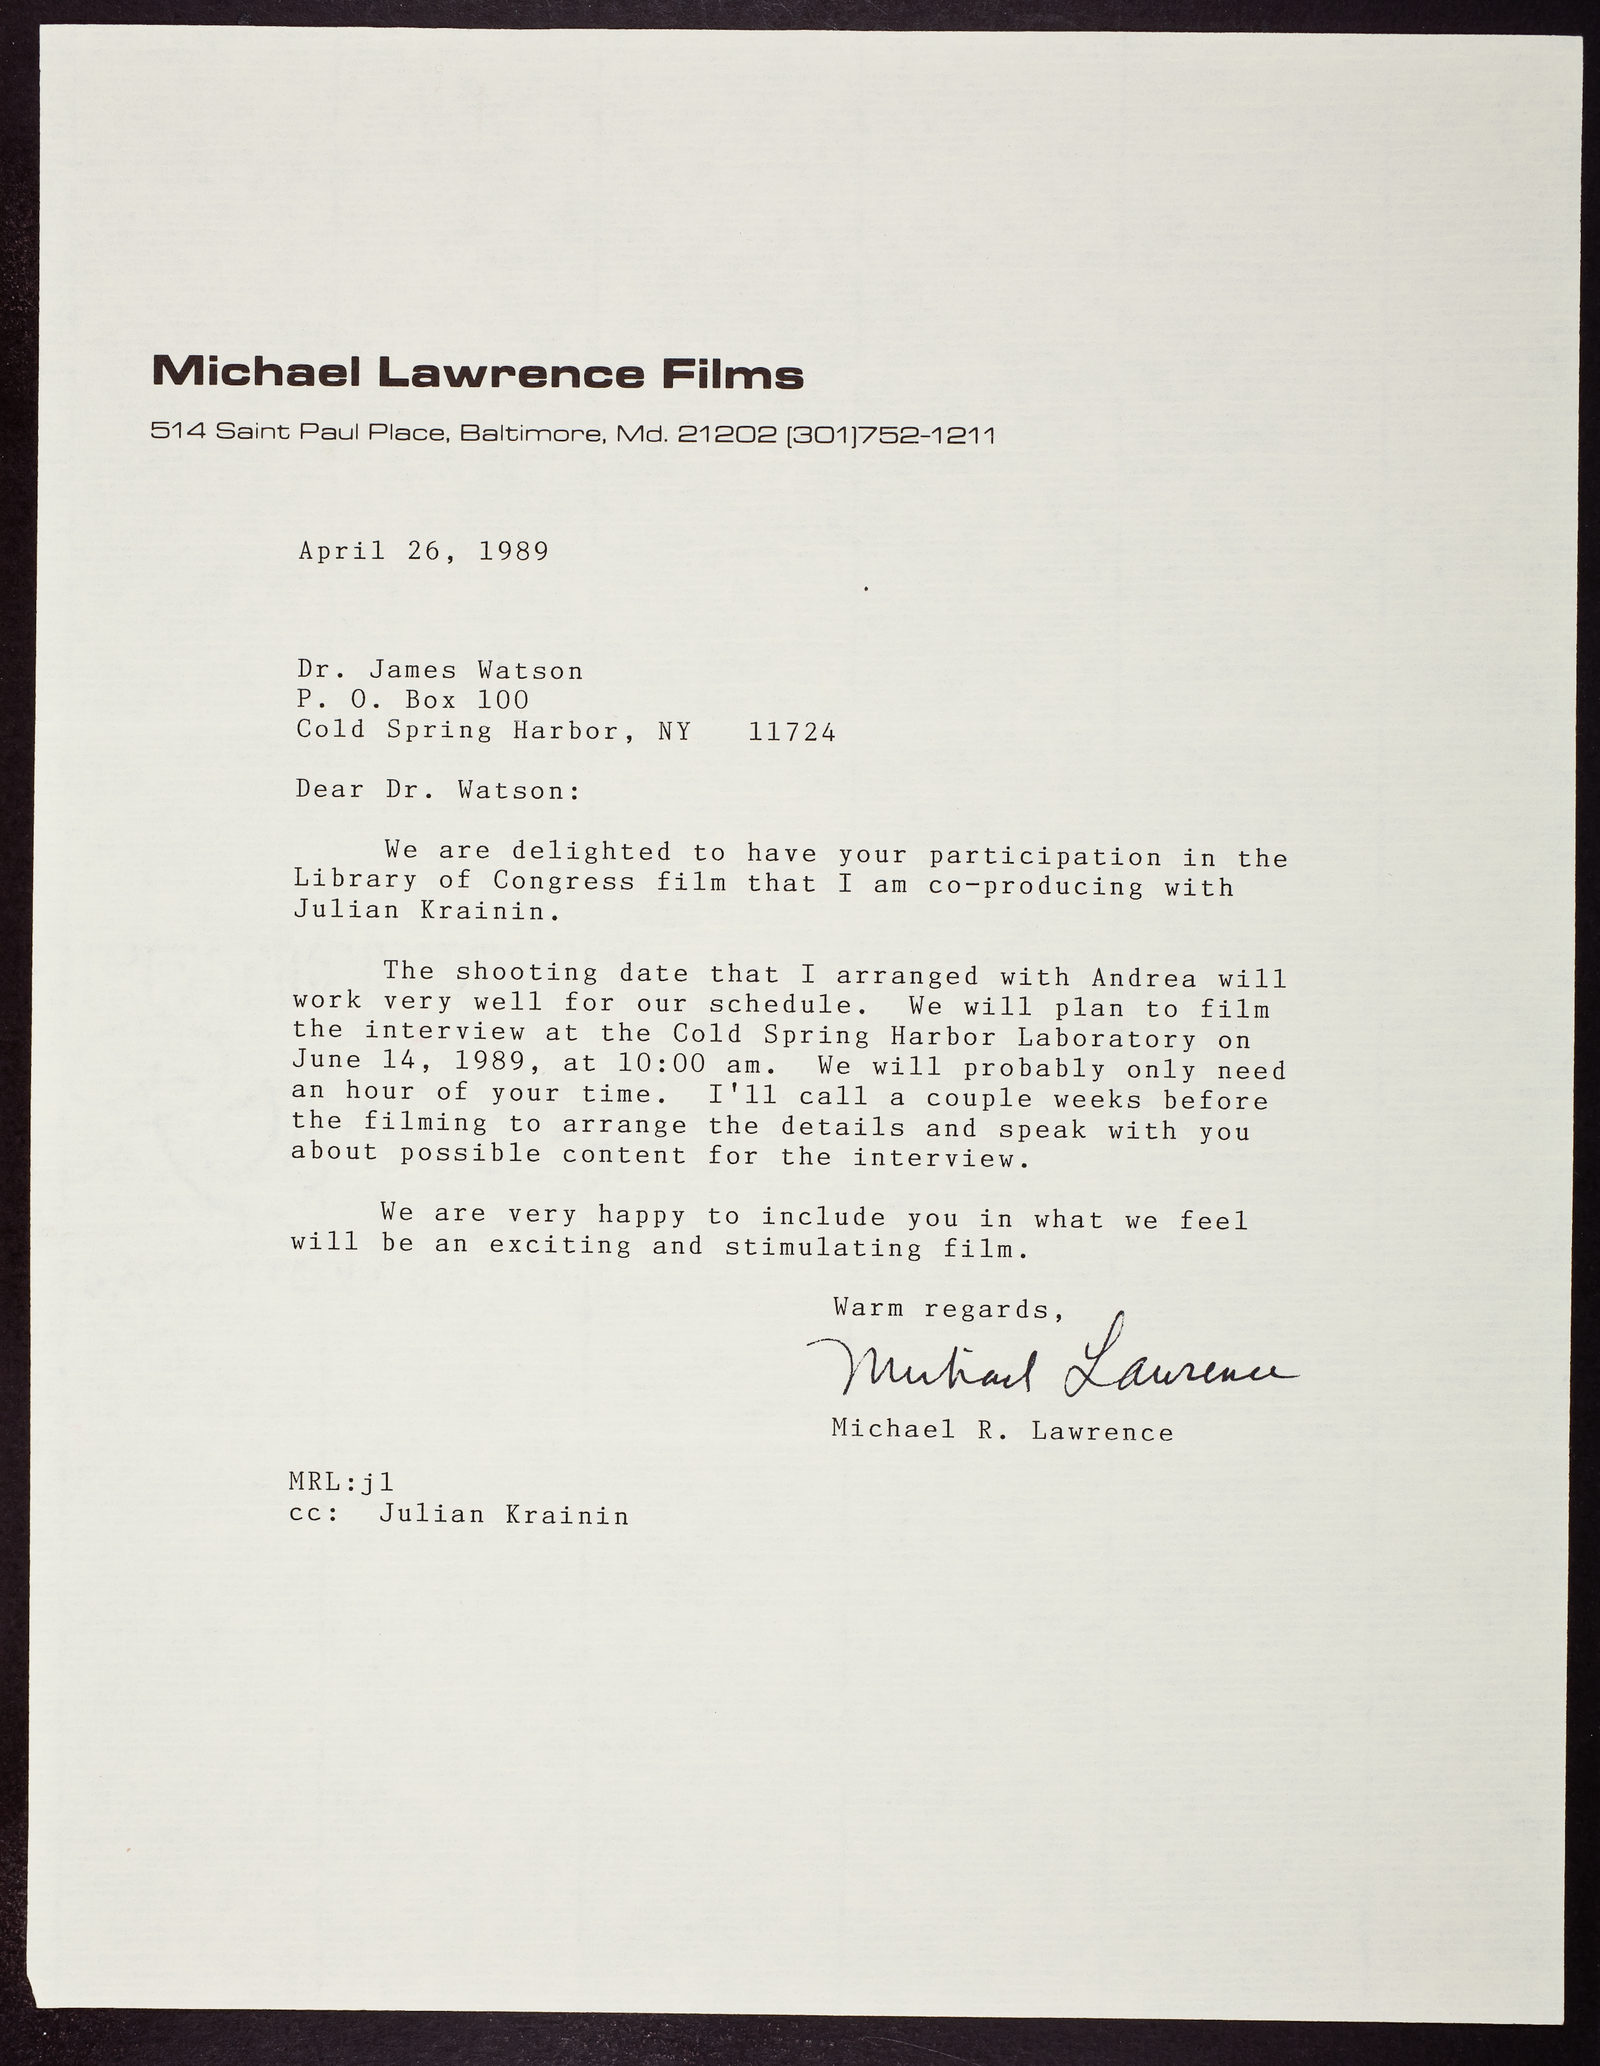 Michael Lawrence Films
514 Saint Paul Place, Baltimore, Md. 21202 (301)752-1211
April 26, 1989
Dr. James Watson
P. O. Box 100
Cold Spring Harbor, NY 11724
Dear Dr. Watson:
We are delighted to have your participation in the
Library of Congress film that I am co-producing with
Julian Krainin.
The shooting date that I arranged with Andrea will
work very well for our schedule. We will plan to film
the interview at the Cold Spring Harbor Laboratory on
June 14, 1989, at 10:00 am. We will probably only need
an hour of your time. I'll call a couple weeks before
the filming to arrange the details and speak with you
about possible content for the interview.
We are very happy to include you in what we feel
will be an exciting and stimulating film.
Warm regards,
Michael Lawrence
Michael R. Lawrence
MRL:jl
cc: Julian Krainin